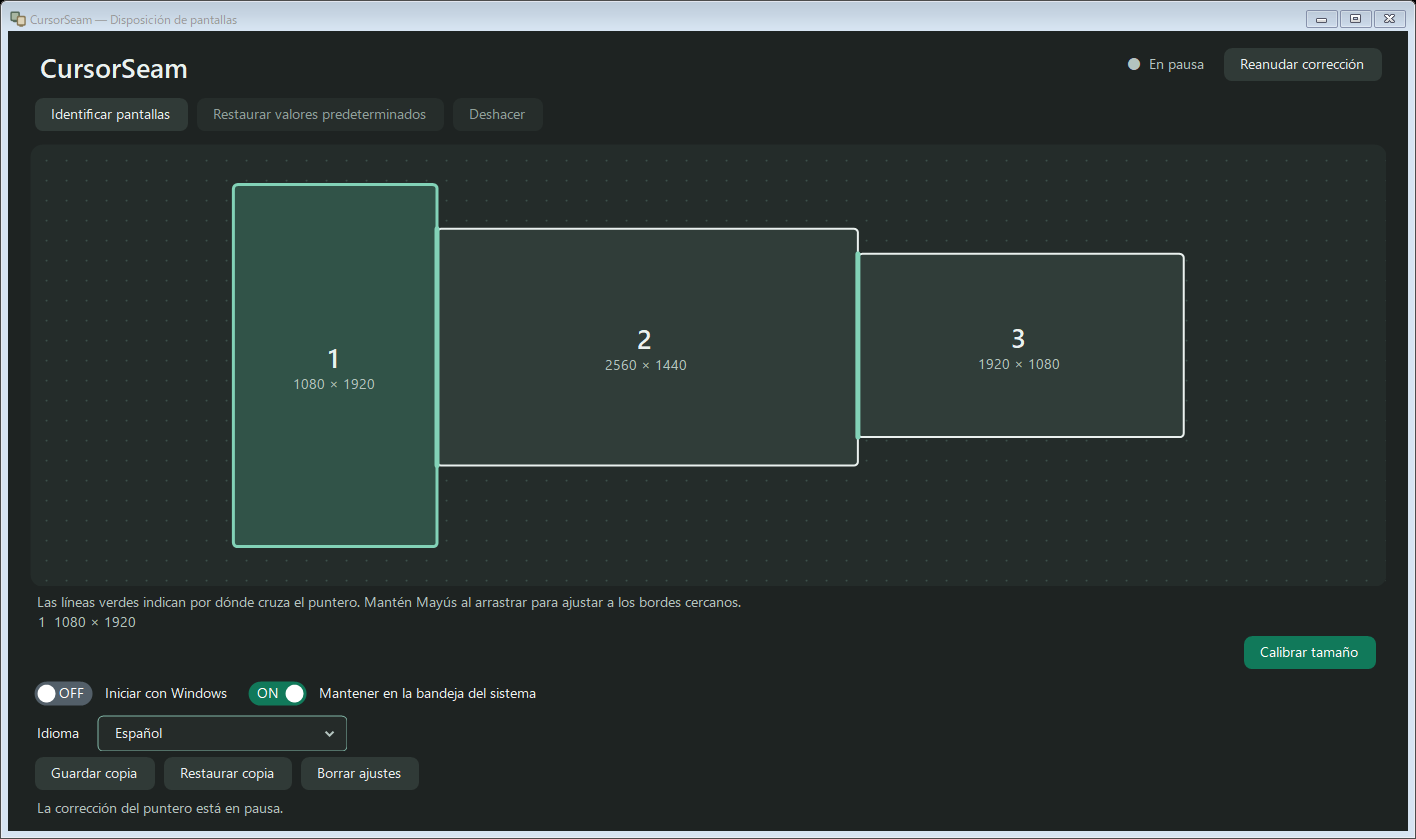 CursorSeam — Disposición de pantallas
CursorSeam
En pausa
Reanudar corrección
Identificar pantallas
Restaurar valores predeterminados
Deshacer
1
1080 × 1920
2
2560 × 1440
3
1920 × 1080
Las líneas verdes indican por dónde cruza el puntero. Mantén Mayús al arrastrar para ajustar a los bordes cercanos.
1 1080 × 1920
Calibrar tamaño
OFF Iniciar con Windows
ON Mantener en la bandeja del sistema
Idioma
Español
Guardar copia
Restaurar copia
Borrar ajustes
La corrección del puntero está en pausa.